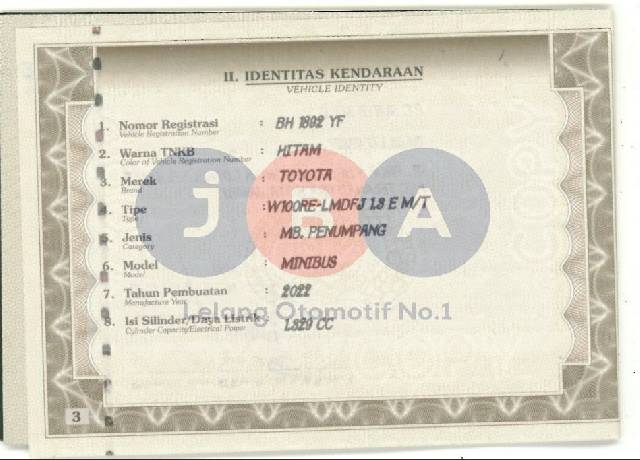 II. IDENTITAS KENDARAAN
VEHICLE IDENTITY
1. Nomor Registrasi : BH 1892 YF
Vehicle Registration Number
2. Warna TNKB : HITAM
Color of Vehicle Registration Number
3. Merek : TOYOTA
Brand
4. Tipe : W100RE-LMDFJ 1.3 E M/T
Type
5. Jenis : MB. PENUMPANG
Category
6. Model : MINIBUS
Model
7. Tahun Pembuatan : 2022
Manufacture Year
8. Isi Silinder/Daya Listrik : 1.329 CC
Cylinder Capacity/Electrical Power
JBA
Lelang Otomotif No.1
3